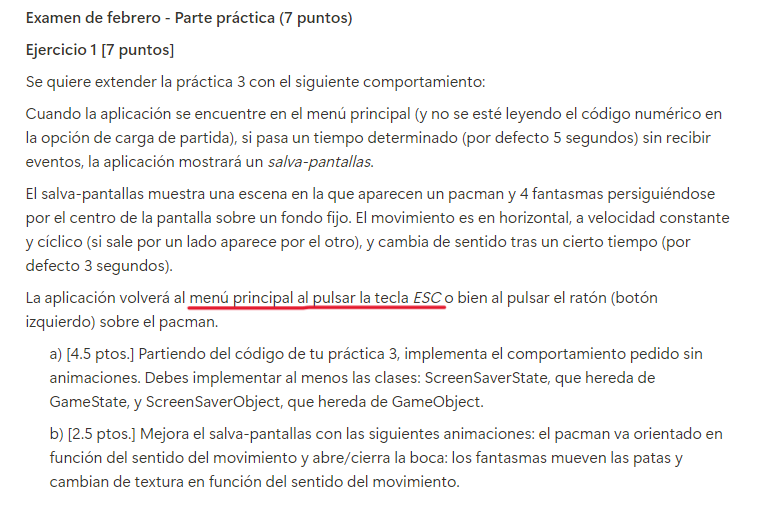 Examen de febrero - Parte práctica (7 puntos)
Ejercicio 1 [7 puntos]
Se quiere extender la práctica 3 con el siguiente comportamiento:
Cuando la aplicación se encuentre en el menú principal (y no se esté leyendo el código numérico en
la opción de carga de partida), si pasa un tiempo determinado (por defecto 5 segundos) sin recibir
eventos, la aplicación mostrará un salva-pantallas.
El salva-pantallas muestra una escena en la que aparecen un pacman y 4 fantasmas persiguiéndose
por el centro de la pantalla sobre un fondo fijo. El movimiento es en horizontal, a velocidad constante
y cíclico (si sale por un lado aparece por el otro), y cambia de sentido tras un cierto tiempo (por
defecto 3 segundos).
La aplicación volverá al menú principal al pulsar la tecla ESC o bien al pulsar el ratón (botón
izquierdo) sobre el pacman.
a) [4.5 ptos.] Partiendo del código de tu práctica 3, implementa el comportamiento pedido sin
animaciones. Debes implementar al menos las clases: ScreenSaverState, que hereda de
GameState, y ScreenSaverObject, que hereda de GameObject.
b) [2.5 ptos.] Mejora el salva-pantallas con las siguientes animaciones: el pacman va orientado en
función del sentido del movimiento y abre/cierra la boca: los fantasmas mueven las patas y
cambian de textura en función del sentido del movimiento.